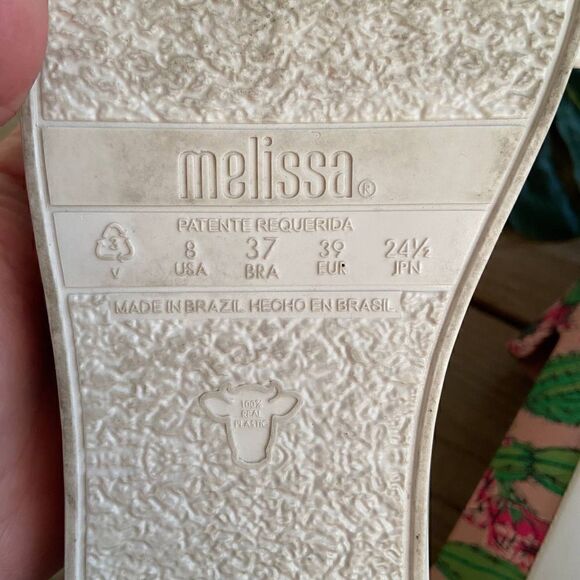 melissa®
PATENTE REQUERIDA
3 8 37 39 24½
V USA BRA EUR JPN
MADE IN BRAZIL HECHO EN BRASIL
100%
REAL
PLASTIC